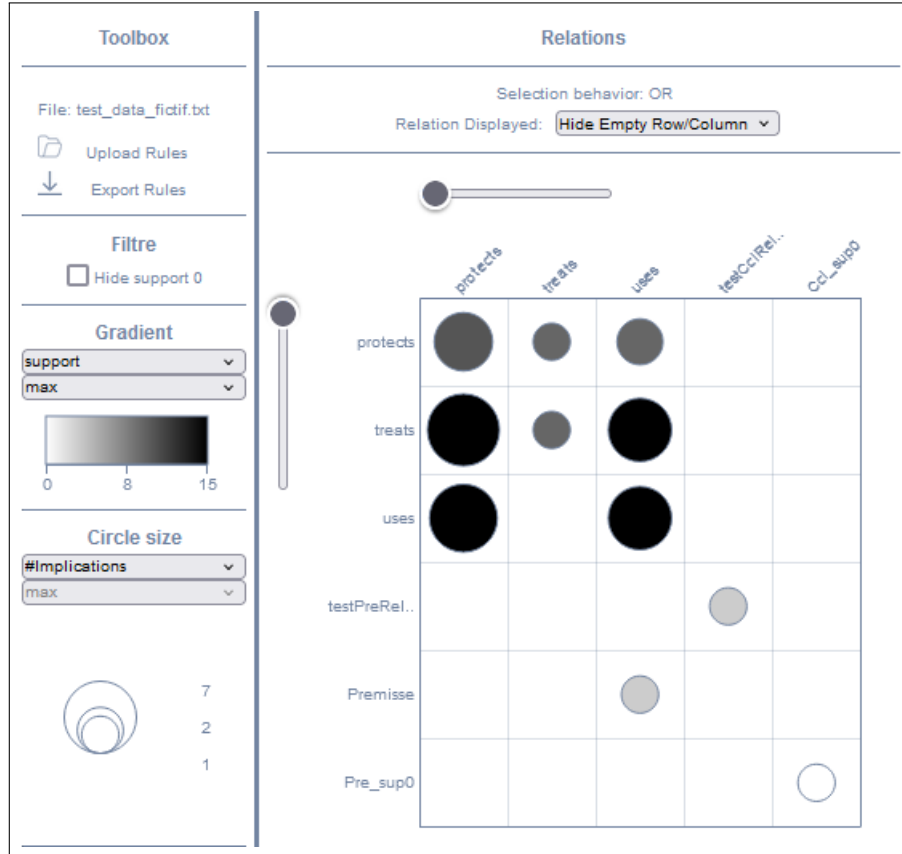 Toolbox
File: test_data_fictif.txt
Upload Rules
Export Rules
Filtre
Hide support 0
Gradient
support
max
0 8 15
Circle size
#Implications
max
7
2
1
Relations
Selection behavior: OR
Relation Displayed: Hide Empty Row/Column
protects treats uses testCclRel.. Ccl_sup0
protects
treats
uses
testPreRel..
Premisse
Pre_sup0